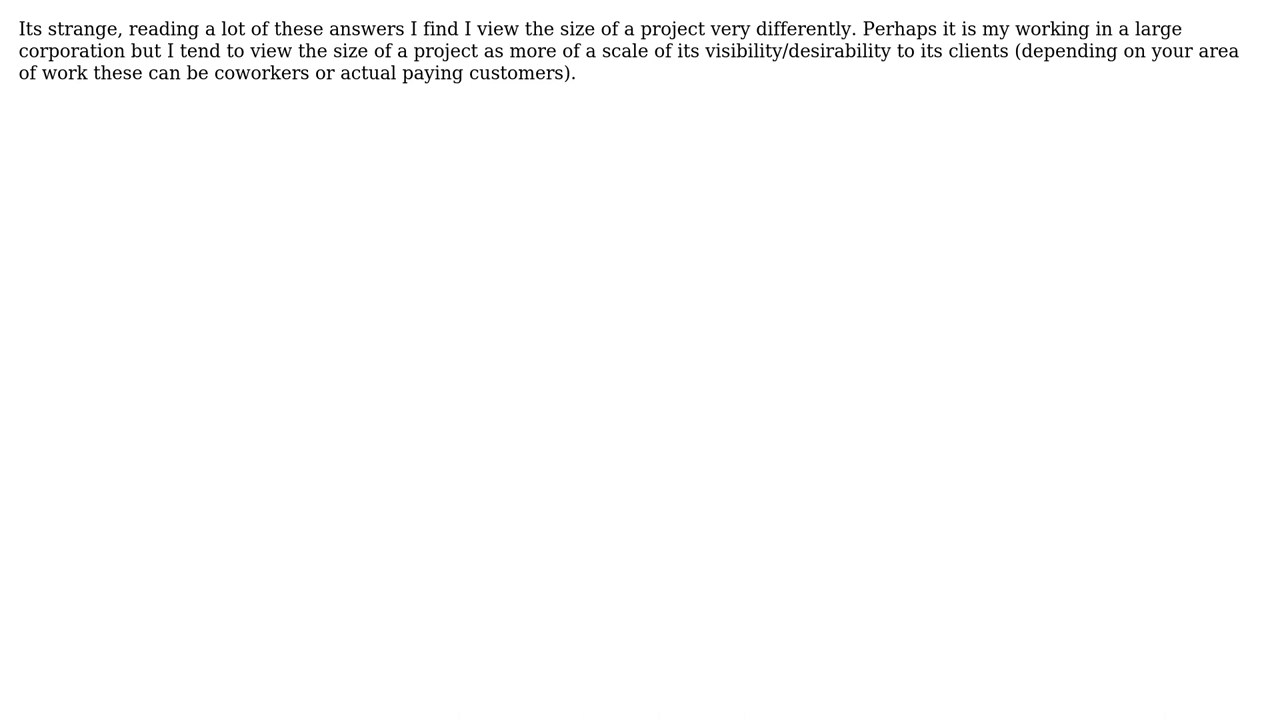 Its strange, reading a lot of these answers I find I view the size of a project very differently. Perhaps it is my working in a large
corporation but I tend to view the size of a project as more of a scale of its visibility/desirability to its clients (depending on your area
of work these can be coworkers or actual paying customers).